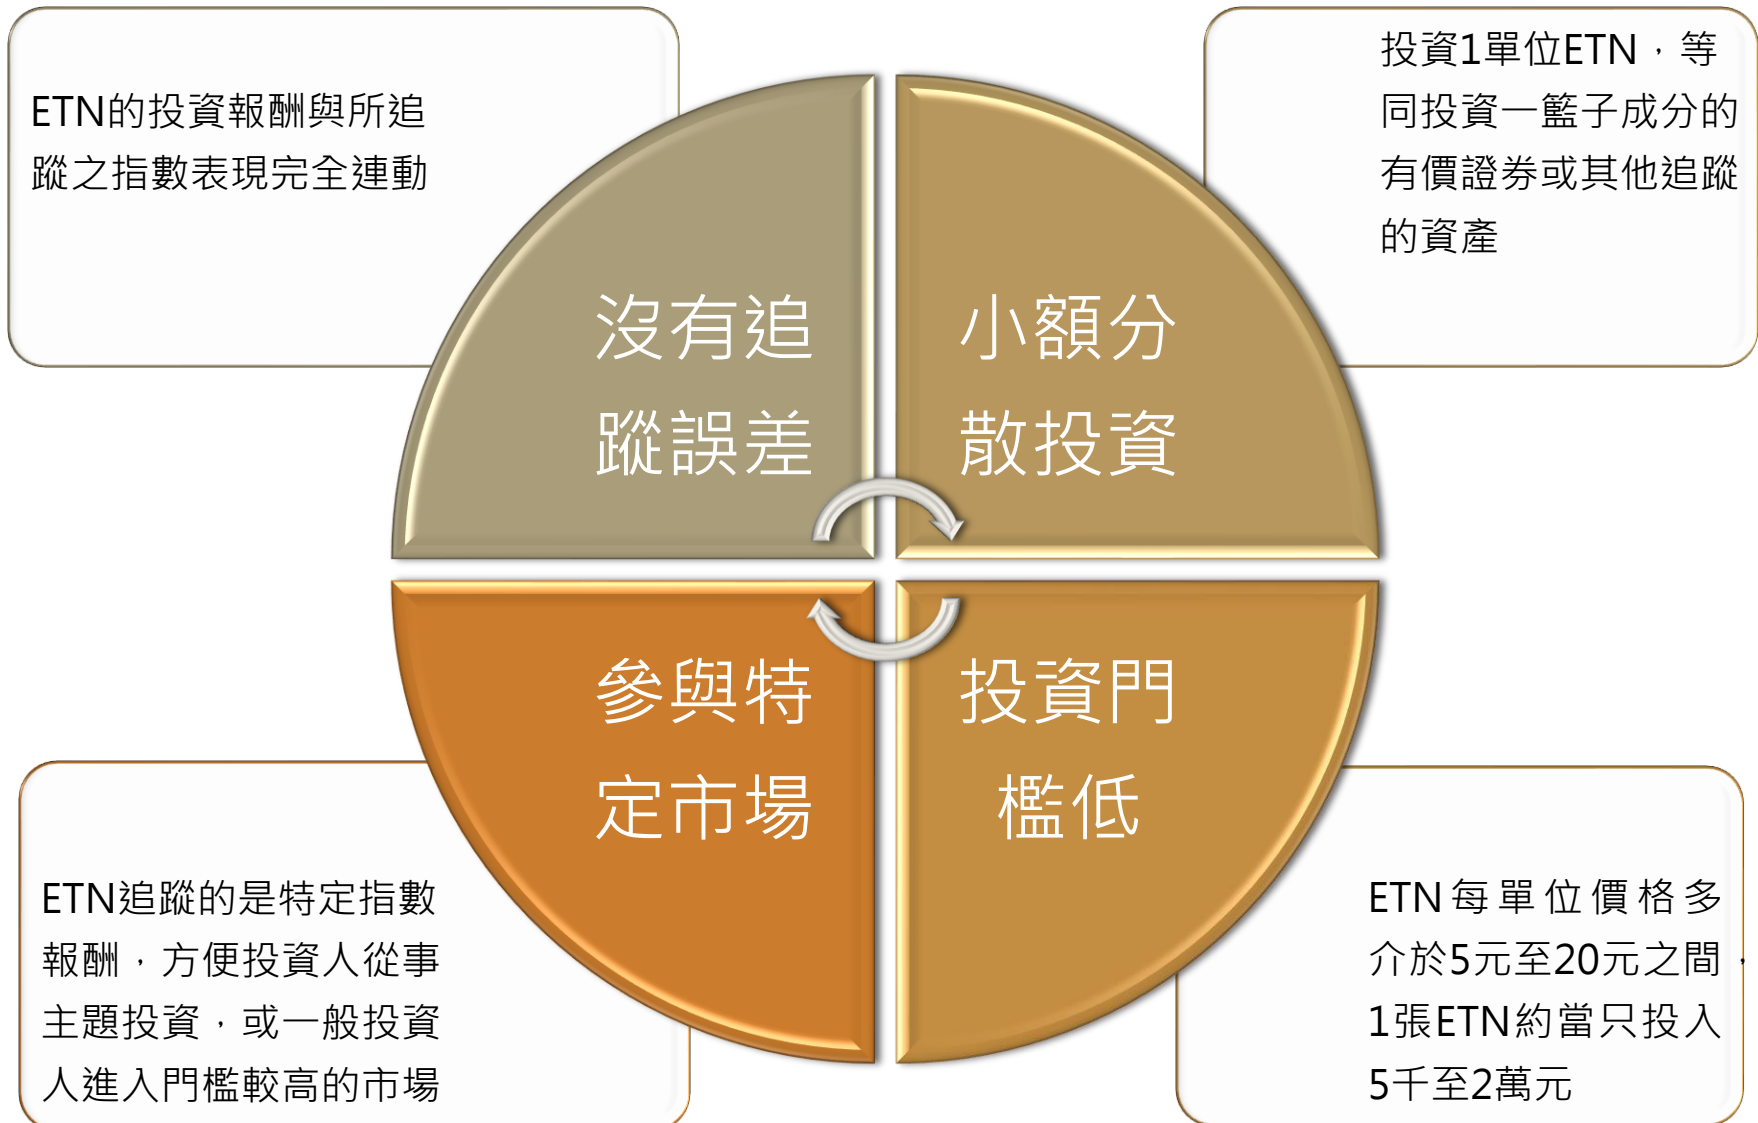 ETN的投資報酬與所追
蹤之指數表現完全連動
投資1單位ETN，等
同投資一籃子成分的
有價證券或其他追蹤
的資產
沒有追
蹤誤差
小額分
散投資
參與特
定市場
投資門
檻低
ETN追蹤的是特定指數
報酬，方便投資人從事
主題投資，或一般投資
人進入門檻較高的市場
ETN每單位價格多
介於5元至20元之間，
1張ETN約當只投入
5千至2萬元